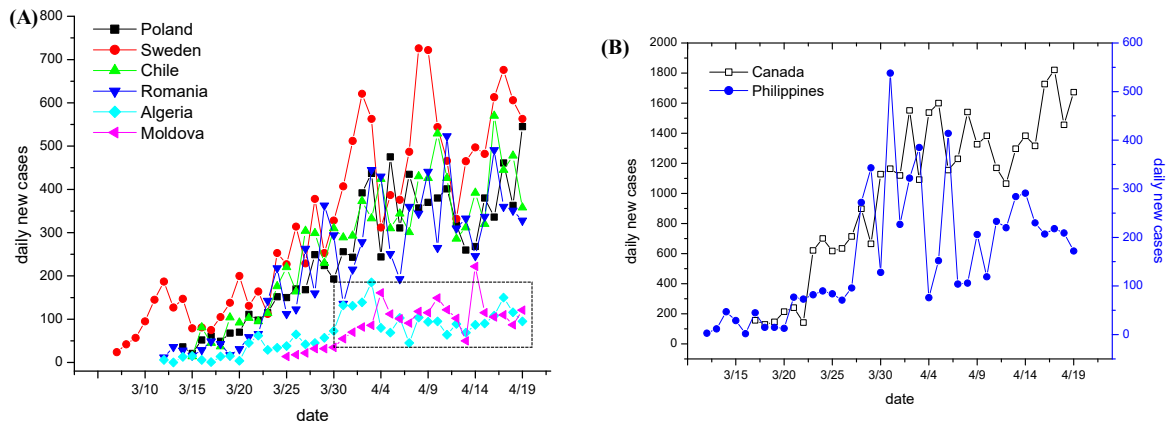 (A)
800
700
600
500
400
300
200
100
0
daily new cases
Poland
Sweden
Chile
Romania
Algeria
Moldova
3/10 3/15 3/20 3/25 3/30 4/4 4/9 4/14 4/19
date
(B)
2000
1800
1600
1400
1200
1000
800
600
400
200
0
daily new cases
Canada
Philippines
600
500
400
300
200
100
0
daily new cases
3/15 3/20 3/25 3/30 4/4 4/9 4/14 4/19
date